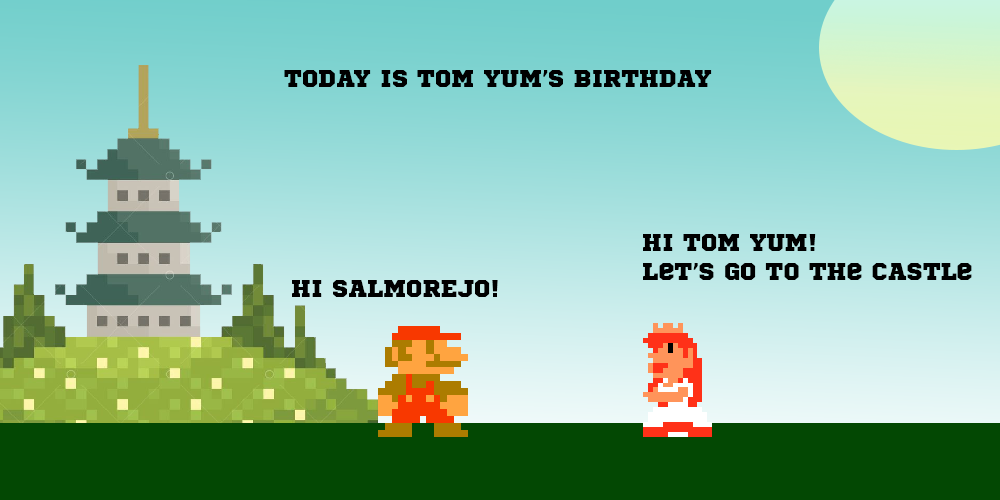 TODAY IS TOM YUM'S BIRTHDAY
HI SALMOREJO!
HI TOM YUM!
LeT'S GO TO THe CASTLe